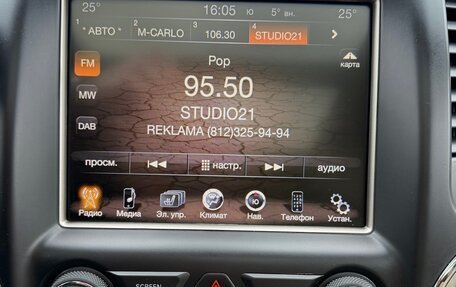 25° 16:05 Ю 5° вн. 25°
1 * АВТО * 2 M-CARLO 3 106.30 4 STUDIO21
FM Pop карта
95.50
MW STUDIO21
DAB REKLAMA (812)325-94-94
просм. настр. аудио
Радио Медиа Эл. упр. Климат Ю Нав. Телефон Устан.
SCREEN